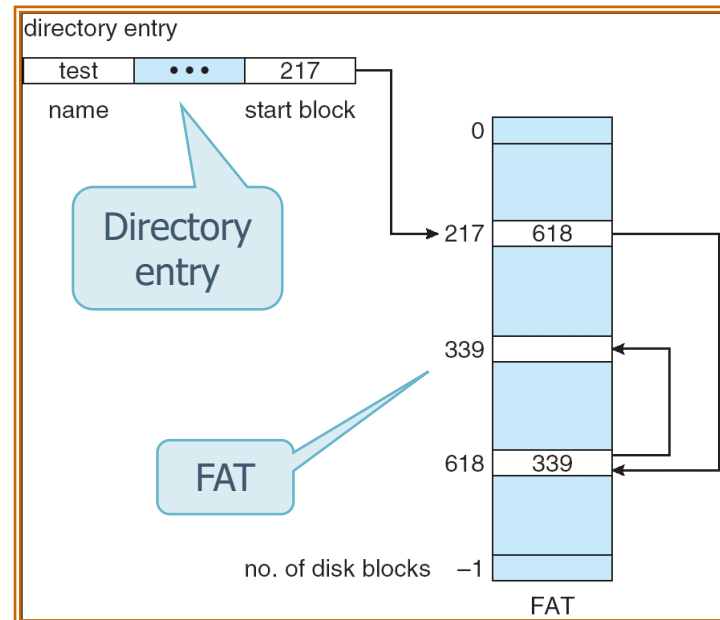 directory entry
test ••• 217
name start block
0
Directory
entry
217 618
339
FAT
618 339
no. of disk blocks –1
FAT